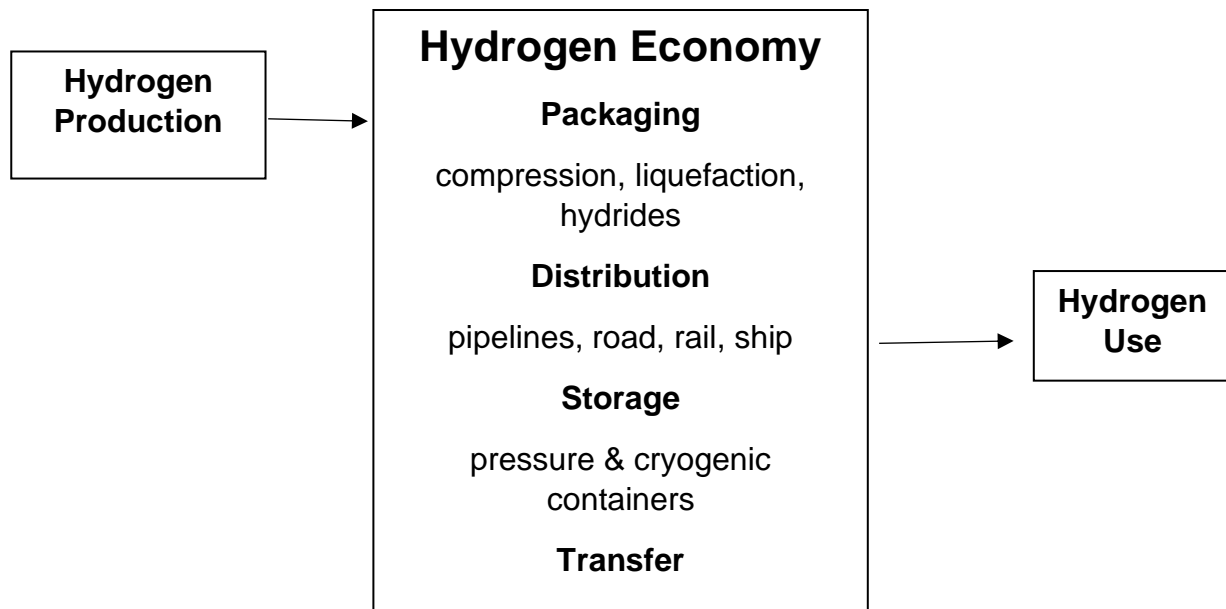 Hydrogen
Production
Hydrogen Economy
Packaging
compression, liquefaction,
hydrides
Distribution
pipelines, road, rail, ship
Storage
pressure & cryogenic
containers
Transfer
Hydrogen
Use